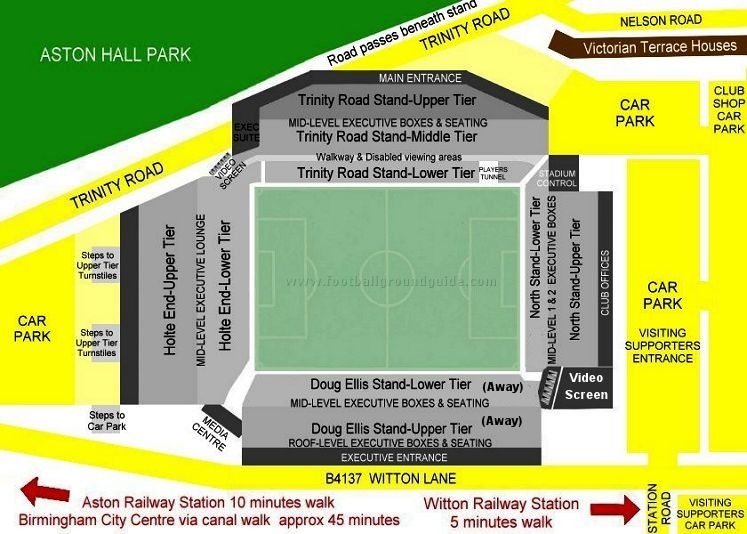 Road passes beneath stand
TRINITY ROAD
NELSON ROAD
Victorian Terrace Houses
ASTON HALL PARK
MAIN ENTRANCE
Trinity Road Stand-Upper Tier
MID-LEVEL EXECUTIVE BOXES & SEATING
Trinity Road Stand-Middle Tier
EXEC
SUITE
CAR
PARK
CLUB
SHOP
CAR
PARK
VIDEO
SCREEN
Walkway & Disabled viewing areas
Trinity Road Stand-Lower Tier
PLAYERS
TUNNEL
STADIUM
CONTROL
TRINITY ROAD
Steps to
Upper Tier
Turnstiles
Steps to
Upper Tier
Turnstiles
CAR
PARK
Steps to
Car Park
Holte End-Upper Tier
MID-LEVEL EXECUTIVE LOUNGE
Holte End-Lower Tier
www.footballgroundguide.com
North Stand-Lower Tier
MID-LEVEL 1 & 2 EXECUTIVE BOXES
North Stand-Upper Tier
CLUB OFFICES
CAR
PARK
VISITING
SUPPORTERS
ENTRANCE
Video
Screen
Doug Ellis Stand-Lower Tier (Away)
MID-LEVEL EXECUTIVE BOXES & SEATING
Doug Ellis Stand-Upper Tier (Away)
ROOF-LEVEL EXECUTIVE BOXES & SEATING
EXECUTIVE ENTRANCE
MEDIA
CENTRE
B4137 WITTON LANE
Aston Railway Station 10 minutes walk
Birmingham City Centre via canal walk approx 45 minutes
Witton Railway Station
5 minutes walk
STATION
ROAD
VISITING
SUPPORTERS
CAR PARK